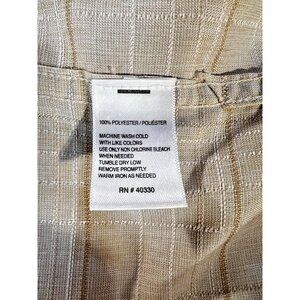 100% POLYESTER / POLIÉSTER
MACHINE WASH COLD
WITH LIKE COLORS
USE ONLY NON CHLORINE BLEACH
WHEN NEEDED
TUMBLE DRY LOW
REMOVE PROMPTLY
WARM IRON AS NEEDED
RN # 40330